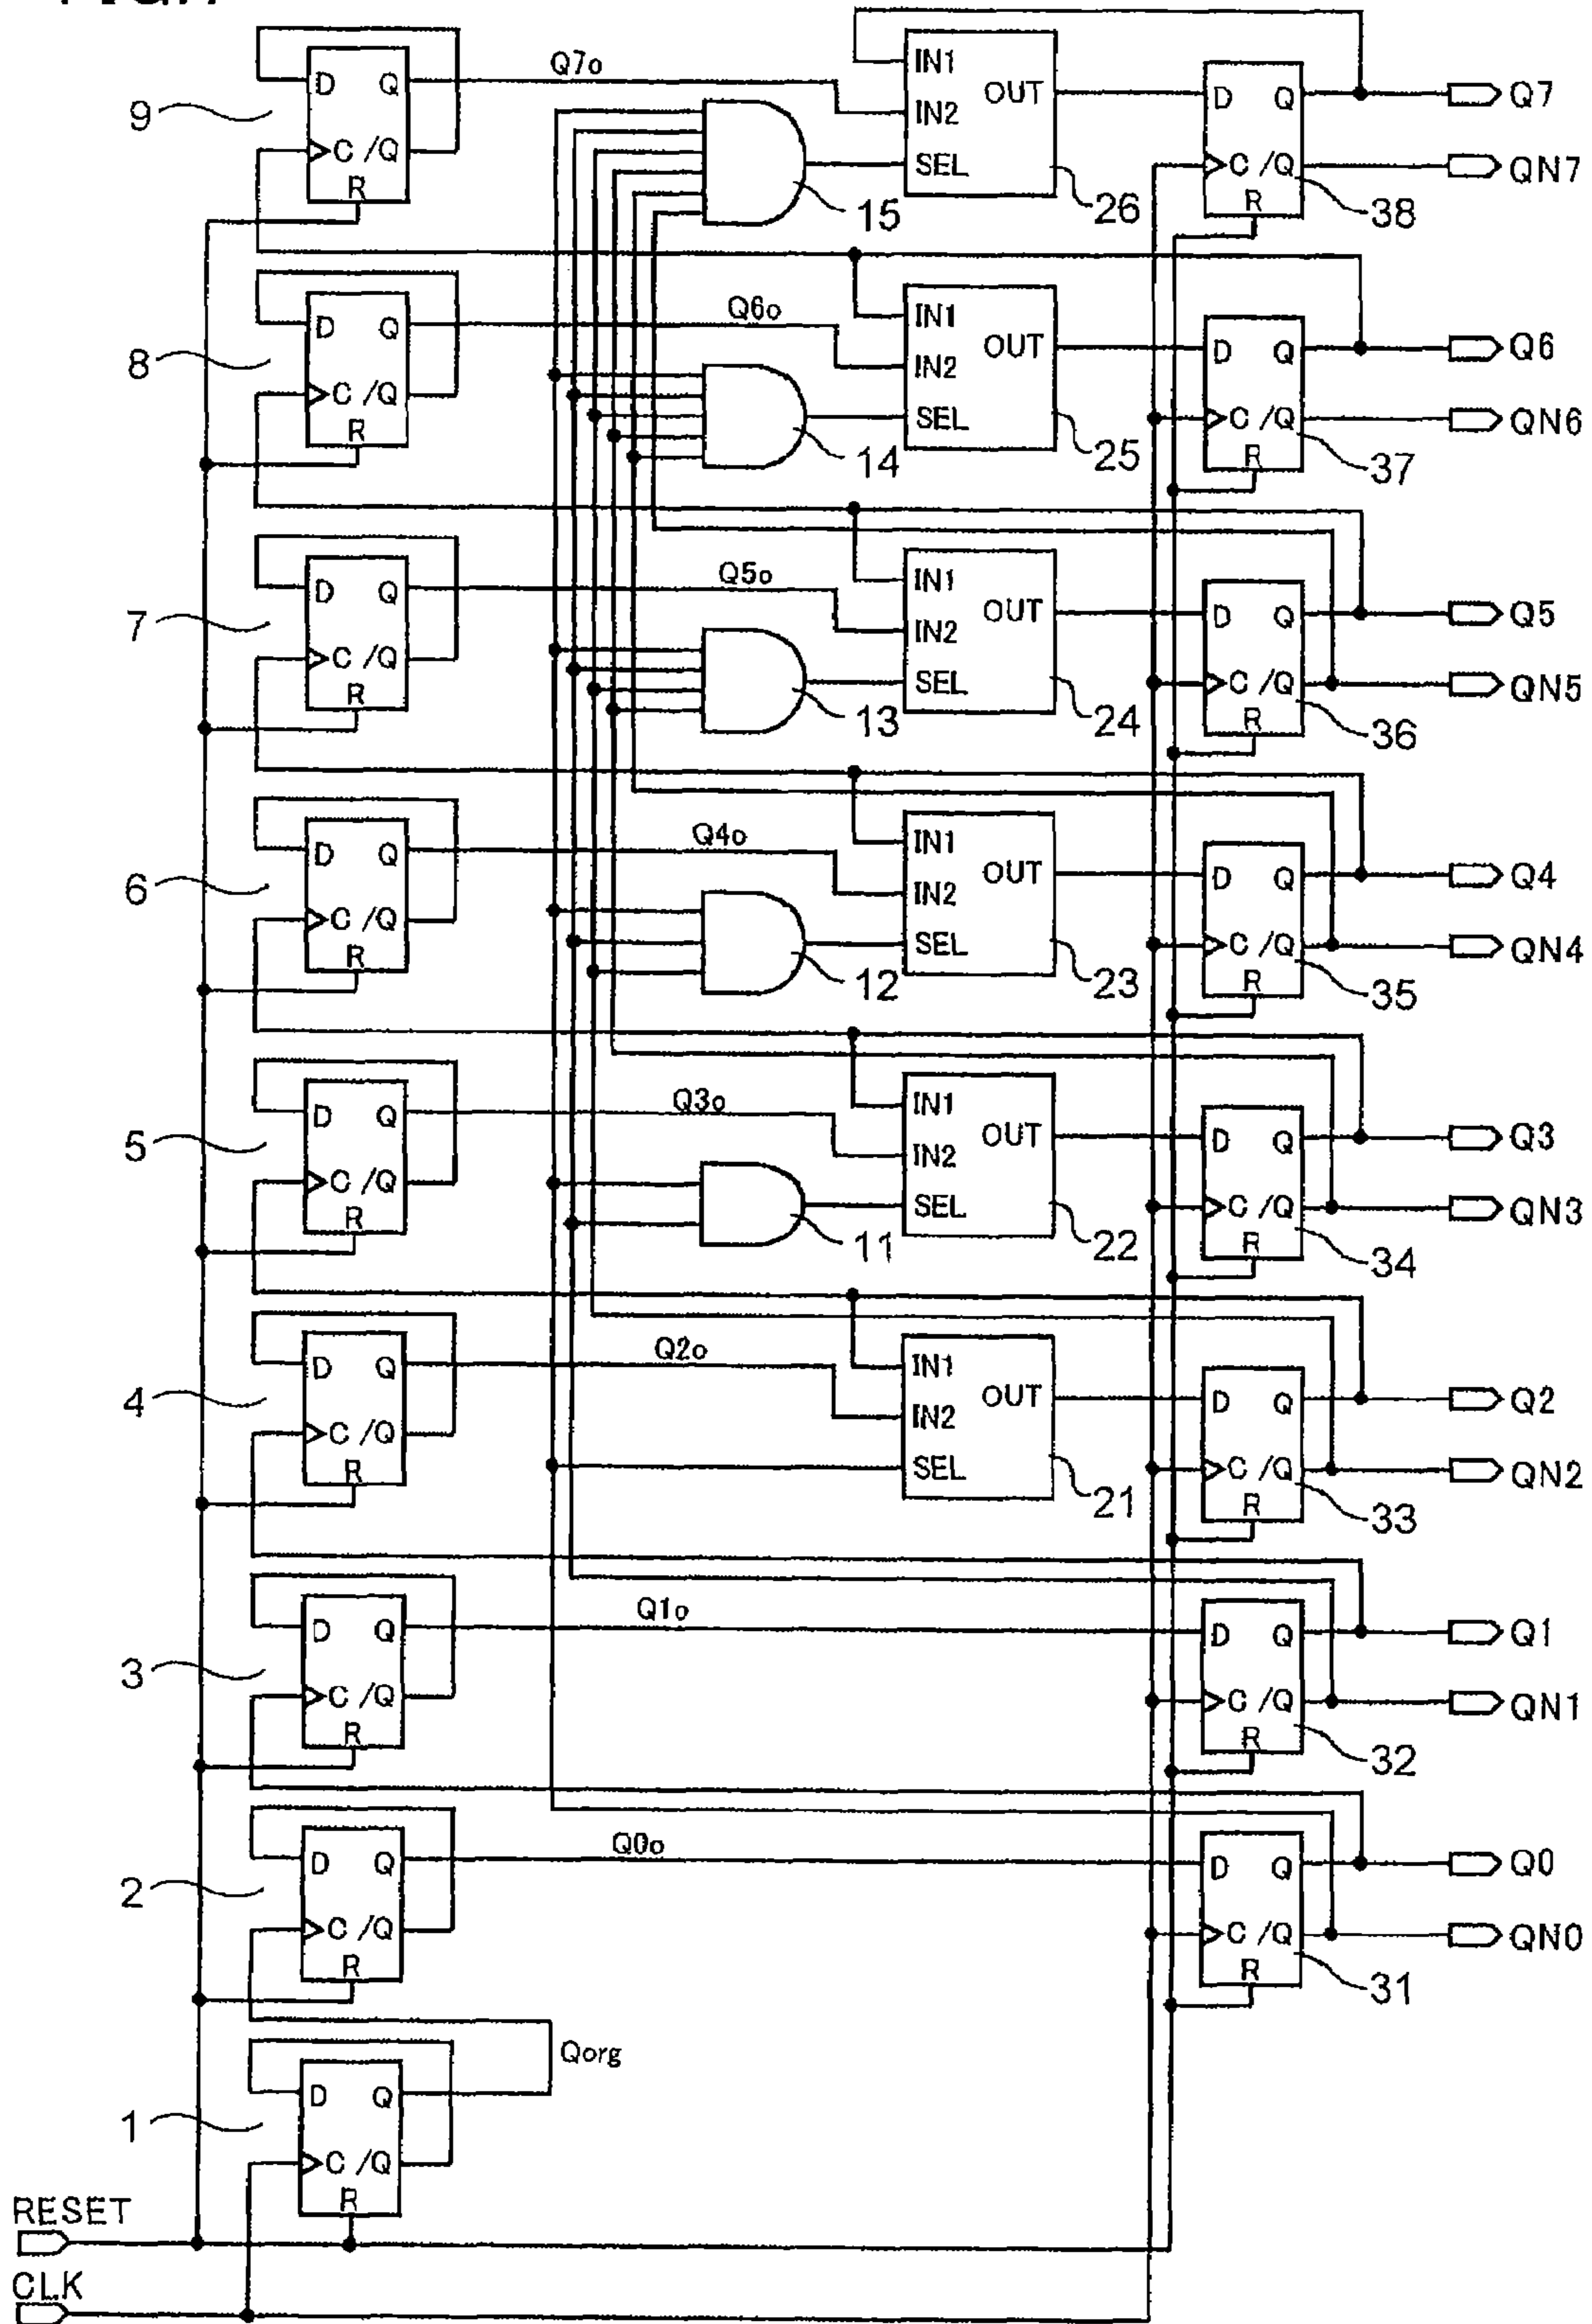 D Q
C /Q
R
9
Q7o
IN1
IN2
SEL
OUT
26
15
D Q
C /Q
R
38
Q7
QN7
D Q
C /Q
R
8
Q6o
IN1
IN2
SEL
OUT
25
14
D Q
C /Q
R
37
Q6
QN6
D Q
C /Q
R
7
Q5o
IN1
IN2
SEL
OUT
24
13
D Q
C /Q
R
36
Q5
QN5
D Q
C /Q
R
6
Q4o
IN1
IN2
SEL
OUT
23
12
D Q
C /Q
R
35
Q4
QN4
D Q
C /Q
R
5
Q3o
IN1
IN2
SEL
OUT
22
11
D Q
C /Q
R
34
Q3
QN3
D Q
C /Q
R
4
Q2o
IN1
IN2
SEL
OUT
21
D Q
C /Q
R
33
Q2
QN2
D Q
C /Q
R
3
Q1o
D Q
C /Q
R
32
Q1
QN1
D Q
C /Q
R
2
Q0o
D Q
C /Q
R
31
Q0
QN0
D Q
C /Q
R
1
Qorg
RESET
CLK